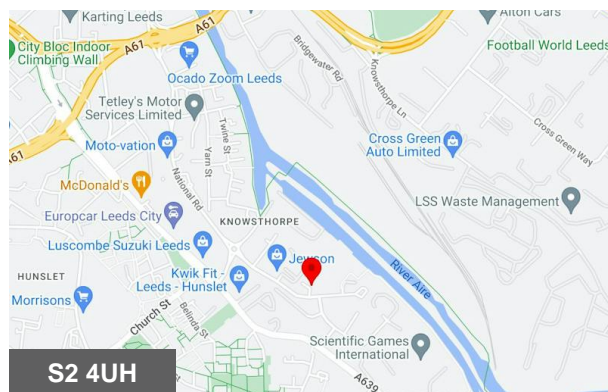 Karting Leeds
A61
Alton Cars
City Bloc Indoor
Climbing Wall
A61
Bridgewater Rd
Football World Leeds
Ocado Zoom Leeds
Knowsthorpe Ln
Tetley's Motor
Services Limited
Twine St
Cross Green Way
A61
Moto-vation
Yarn St
Cross Green
Auto Limited
McDonald's
National Rd
LSS Waste Management
Europcar Leeds City
KNOWSTHORPE
Luscombe Suzuki Leeds
Jewson
River Aire
HUNSLET
Kwik Fit -
Leeds - Hunslet
Morrisons
Belinda St
Church St
Scientific Games
International
A639
S2 4UH